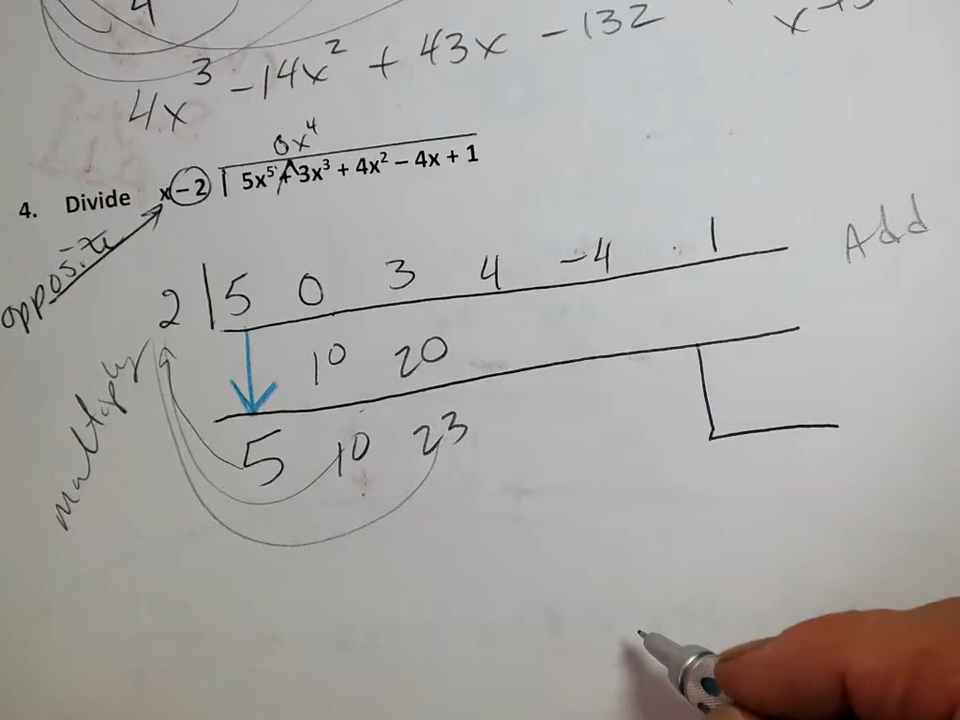 4
4x³ - 14x² + 43x - 132
0x⁴
4. Divide x - 2 5x⁵ + 3x³ + 4x² - 4x + 1
opposite
2 5 0 3 4 -4 1 Add
10 20
multiply
5 10 23